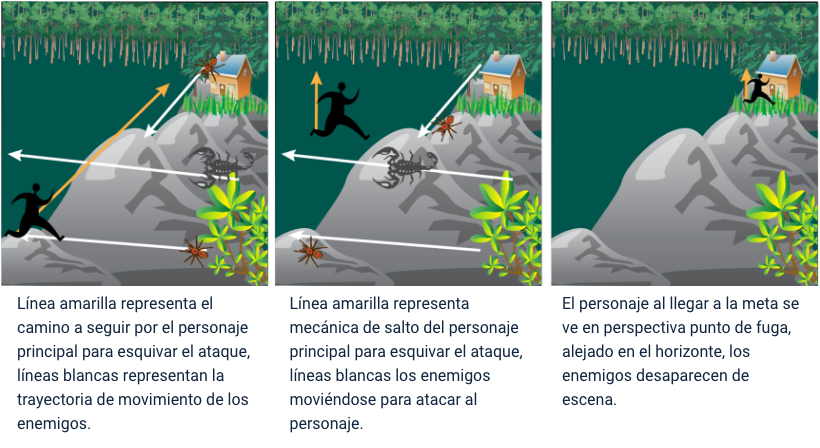 Línea amarilla representa el
camino a seguir por el personaje
principal para esquivar el ataque,
líneas blancas representan la
trayectoria de movimiento de los
enemigos.
Línea amarilla representa
mecánica de salto del personaje
principal para esquivar el ataque,
líneas blancas los enemigos
moviéndose para atacar al
personaje.
El personaje al llegar a la meta se
ve en perspectiva punto de fuga,
alejado en el horizonte, los
enemigos desaparecen de
escena.